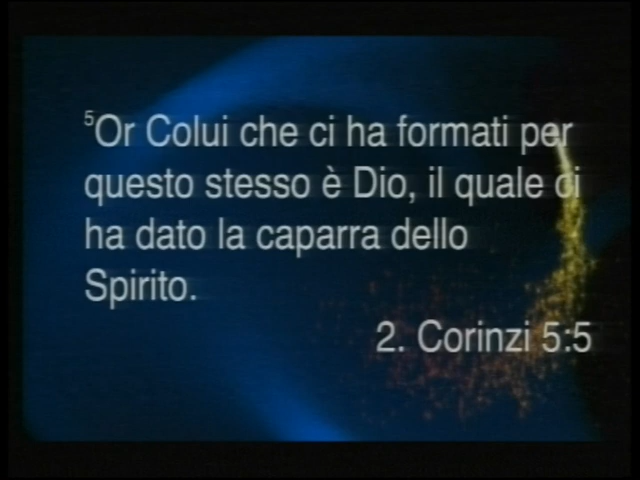 ⁵Or Colui che ci ha formati per
questo stesso è Dio, il quale ci
ha dato la caparra dello
Spirito.
2. Corinzi 5:5